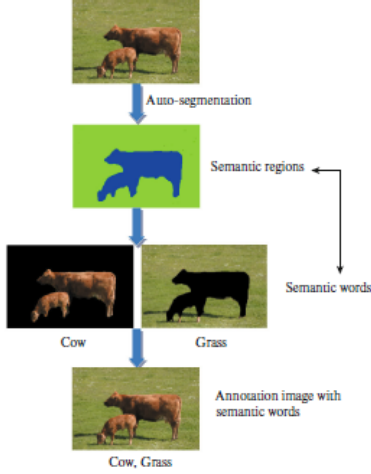 Auto-segmentation
Semantic regions
Semantic words
Cow
Grass
Annotation image with
semantic words
Cow, Grass